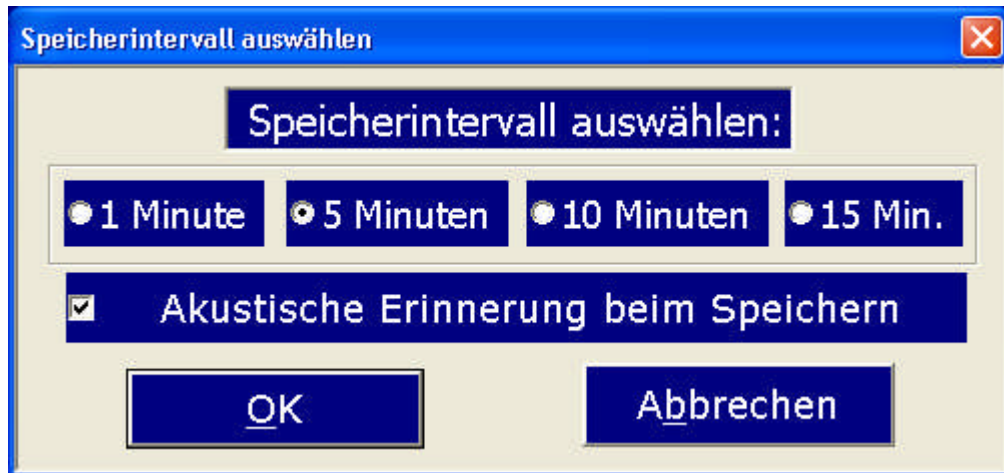 Speicherintervall auswählen
Speicherintervall auswählen:
1 Minute 5 Minuten 10 Minuten 15 Min.
Akustische Erinnerung beim Speichern
OK Abbrechen